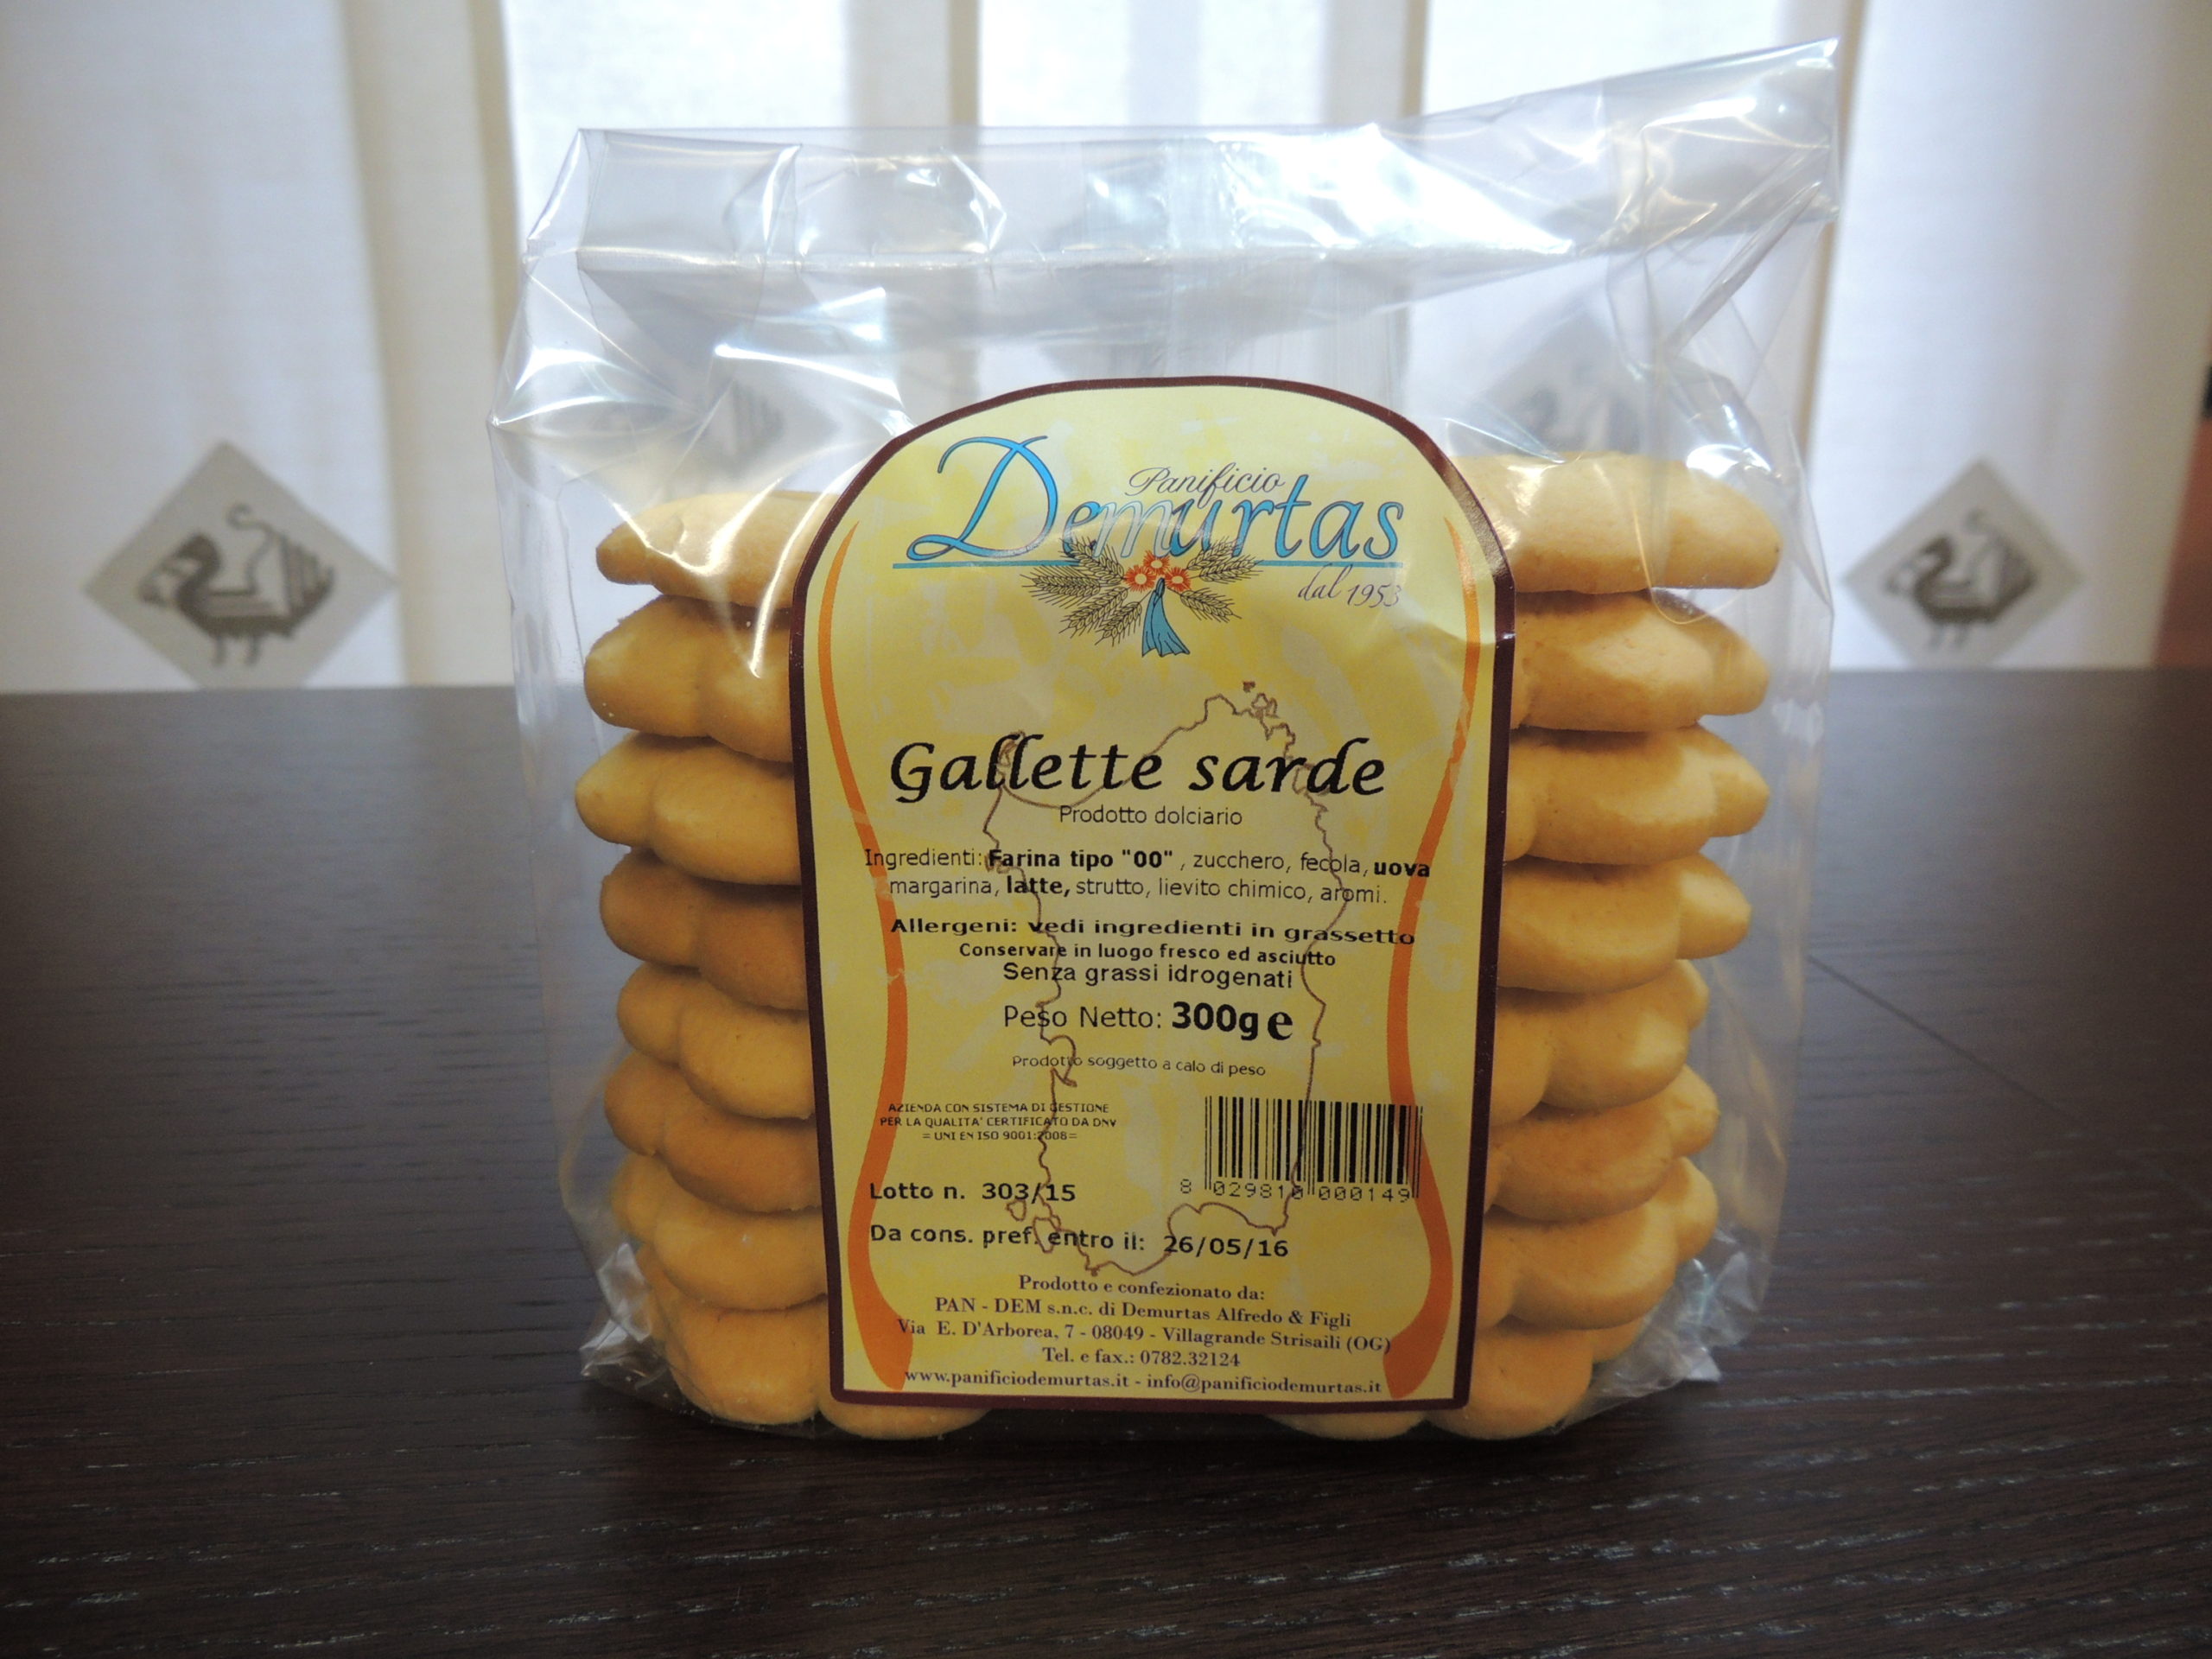 Panificio
Demurtas
dal 1953
Gallette sarde
Prodotto dolciario
Ingredienti: Farina tipo "00" , zucchero, fecola, uova
margarina, latte, strutto, lievito chimico, aromi.
Allergeni: vedi ingredienti in grassetto
Conservare in luogo fresco ed asciutto
Senza grassi idrogenati
Peso Netto: 300g e
Prodotto soggetto a calo di peso
AZIENDA CON SISTEMA DI GESTIONE
PER LA QUALITA' CERTIFICATO DA DNV
= UNI EN ISO 9001:2008=
8 029810 000149
Lotto n. 303/15
Da cons. pref. entro il: 26/05/16
Prodotto e confezionato da:
PAN - DEM s.n.c. di Demurtas Alfredo & Figli
Via E. D'Arborea, 7 - 08049 - Villagrande Strisaili (OG)
Tel. e fax.: 0782.32124
www.panificiodemurtas.it - info@panificiodemurtas.it